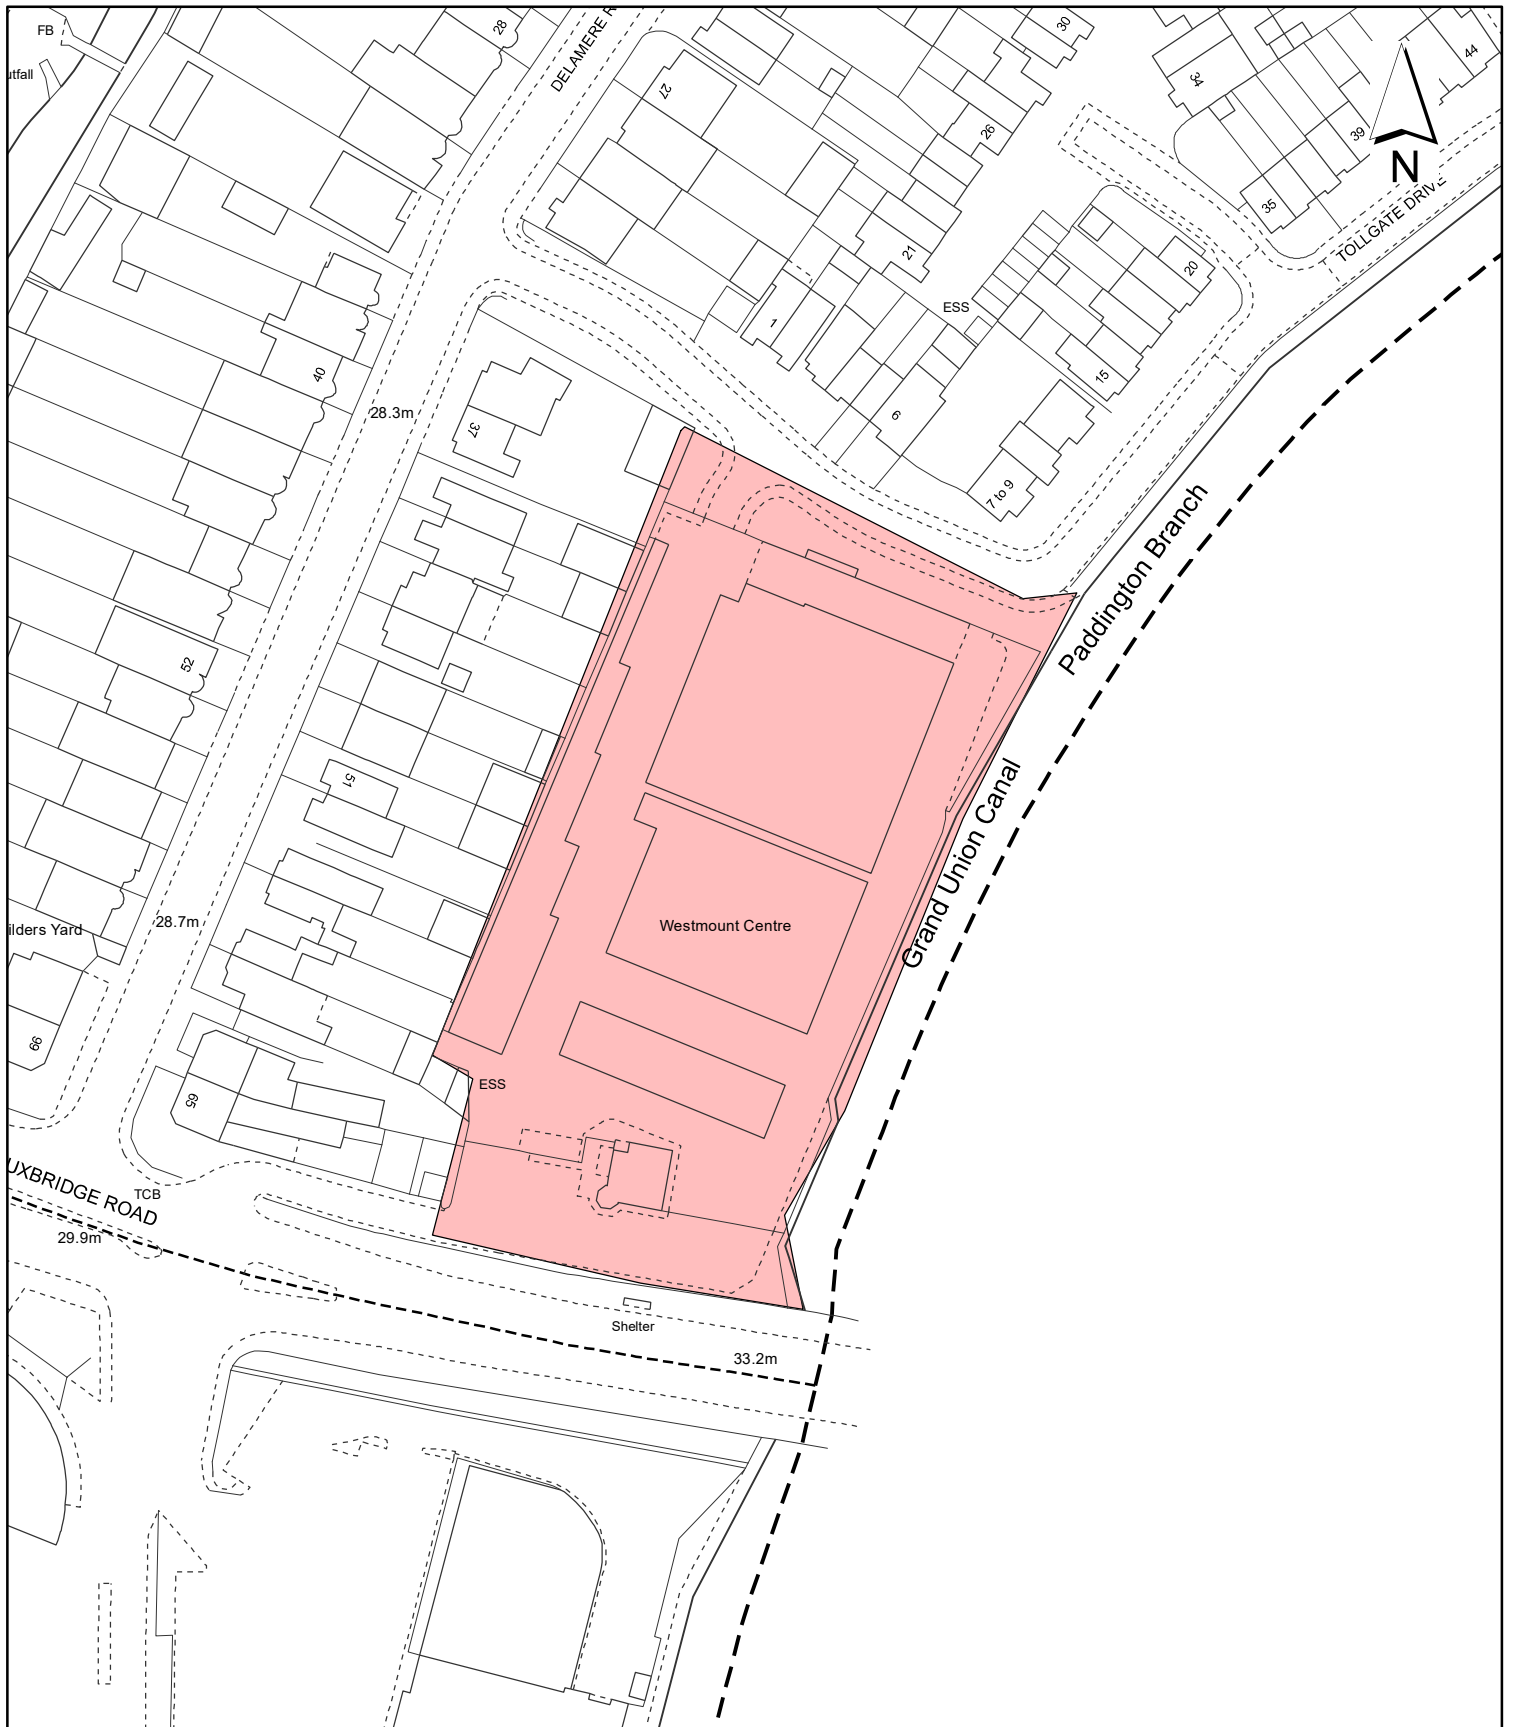 FB
utfall
28
DELAMERE R
27
30
26
34
44
39
N
35
TOLLGATE DRIVE
21
20
ESS
1
40
15
28.3m
6
37
7 to 9
Paddington Branch
52
51
Grand Union Canal
28.7m
ilders Yard
Westmount Centre
66
ESS
65
UXBRIDGE ROAD
TCB
29.9m
Shelter
33.2m